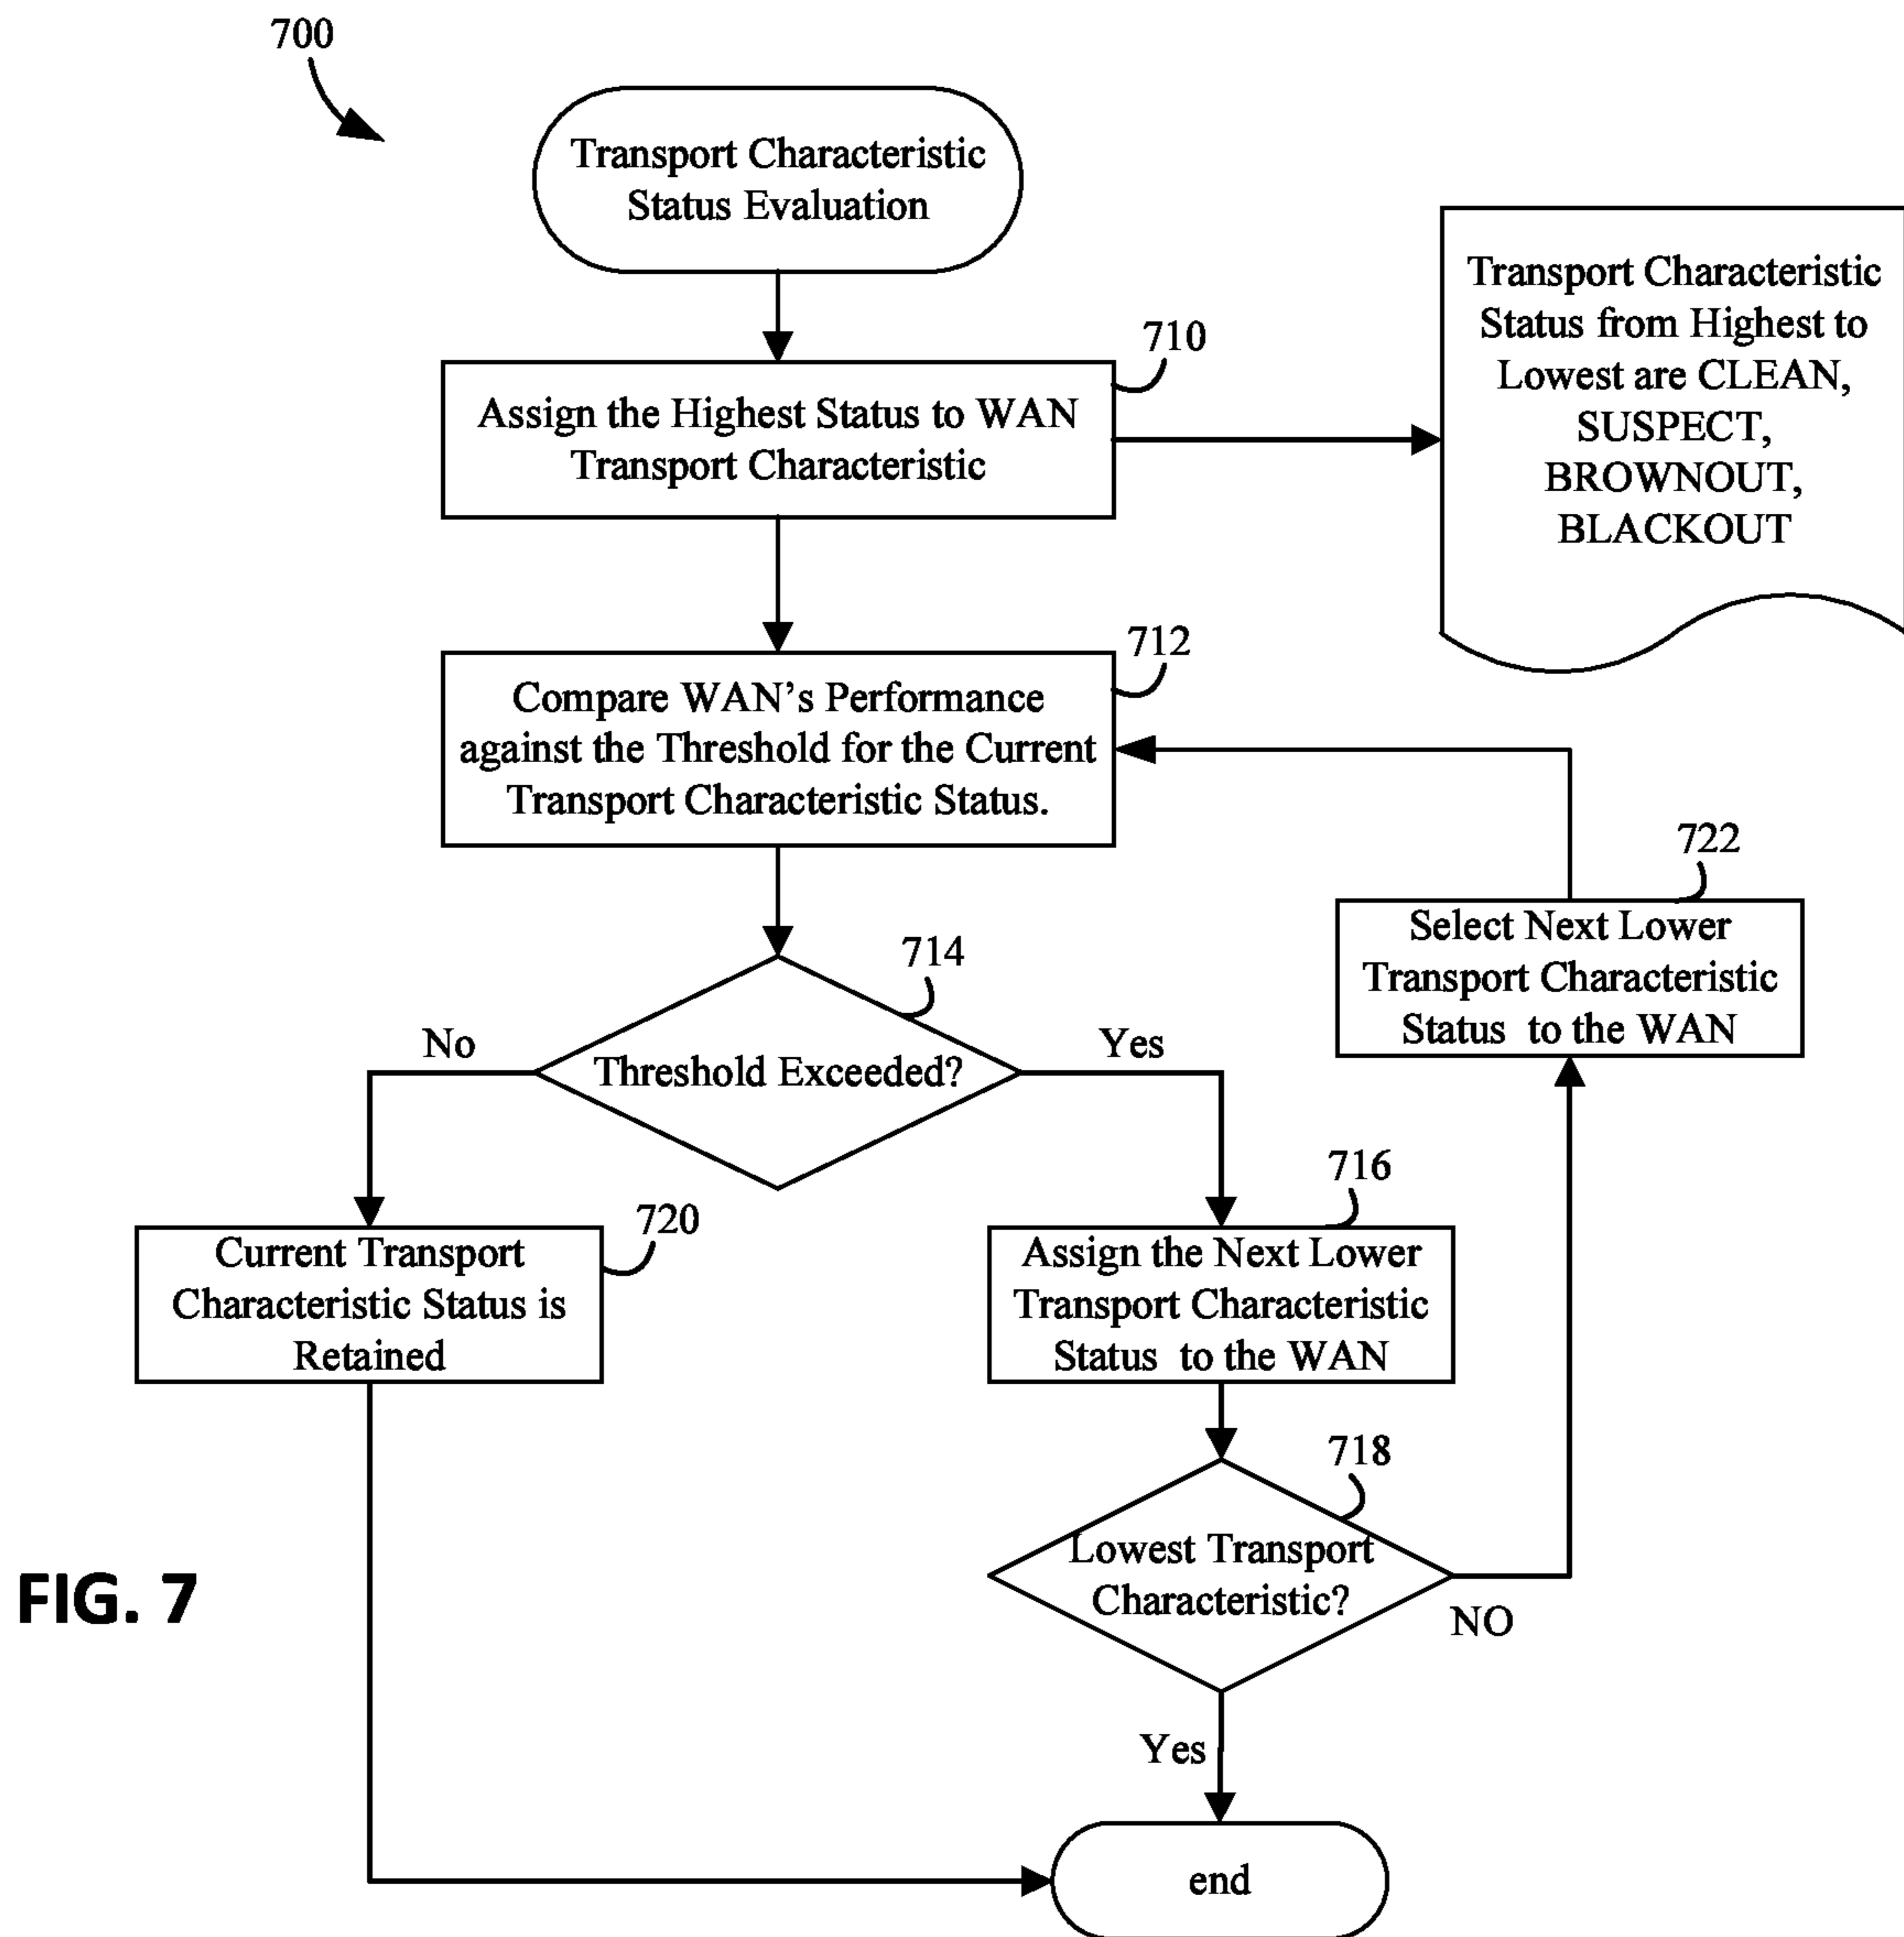 700
Transport Characteristic
Status Evaluation
710
Assign the Highest Status to WAN
Transport Characteristic
Transport Characteristic
Status from Highest to
Lowest are CLEAN,
SUSPECT,
BROWNOUT,
BLACKOUT
712
Compare WAN’s Performance
against the Threshold for the Current
Transport Characteristic Status.
722
Select Next Lower
Transport Characteristic
Status to the WAN
714
Threshold Exceeded?
No
Yes
720
Current Transport
Characteristic Status is
Retained
716
Assign the Next Lower
Transport Characteristic
Status to the WAN
718
Lowest Transport
Characteristic?
NO
Yes
end
FIG. 7